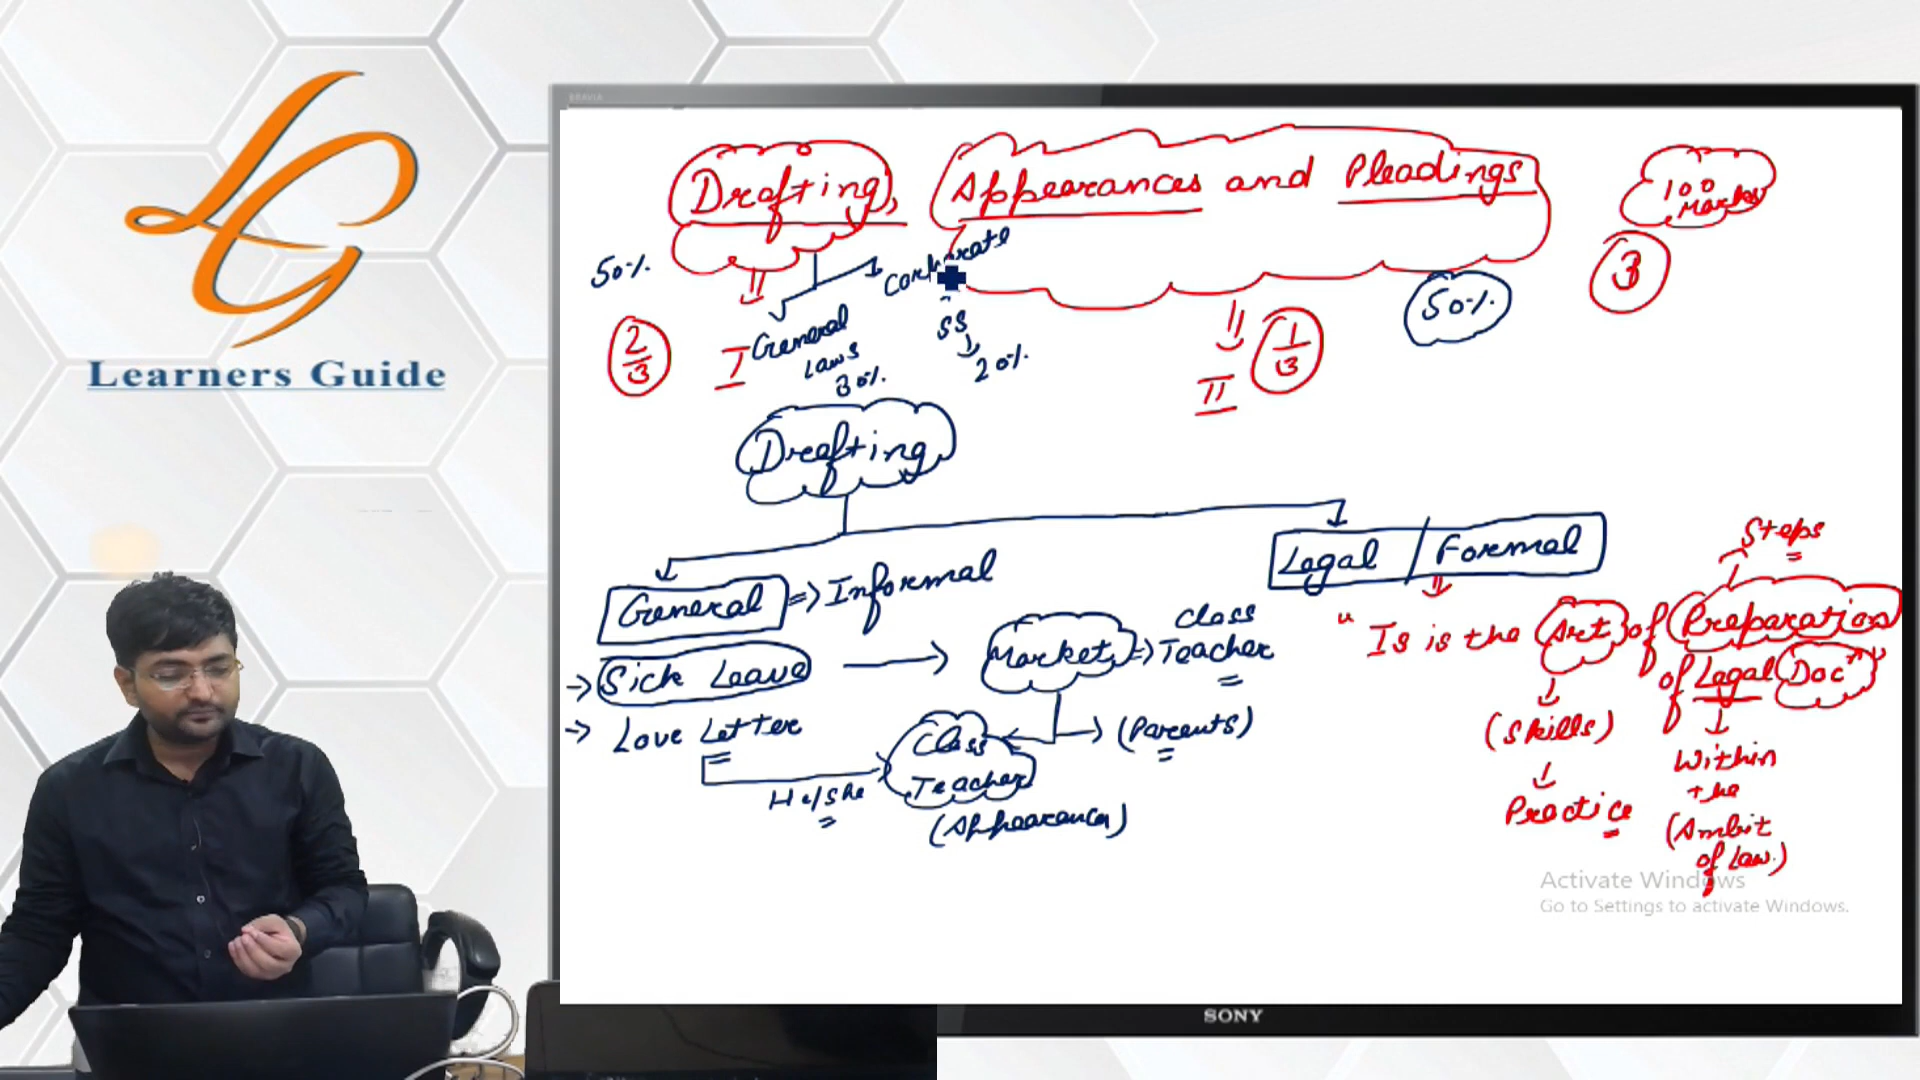 BRAVIA
Learners Guide
Drafting, Appearances and Pleadings
100
Marks
50%
Corporate
3
50%
2/3
I
General
Laws
30%
SS
20%
1/3
II
Drafting
General => Informal
Legal / Formal
Steps
Sick Leave
Market => Class
Teacher
" Is is the Art of Preparation
of Legal Doc
Love Letter
Class
Teacher
(Parents)
He/She
(Appearance)
(Skills)
Practice
Within
the
(Ambit
of Law.)
Activate Windows
Go to Settings to activate Windows.
SONY